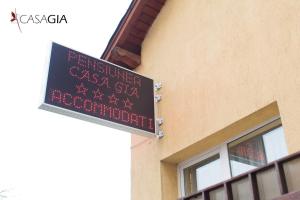 CASAGIA
PENSIUNEA
CASA GIA
☆ ☆ ☆ ☆
ACCOMMODATI